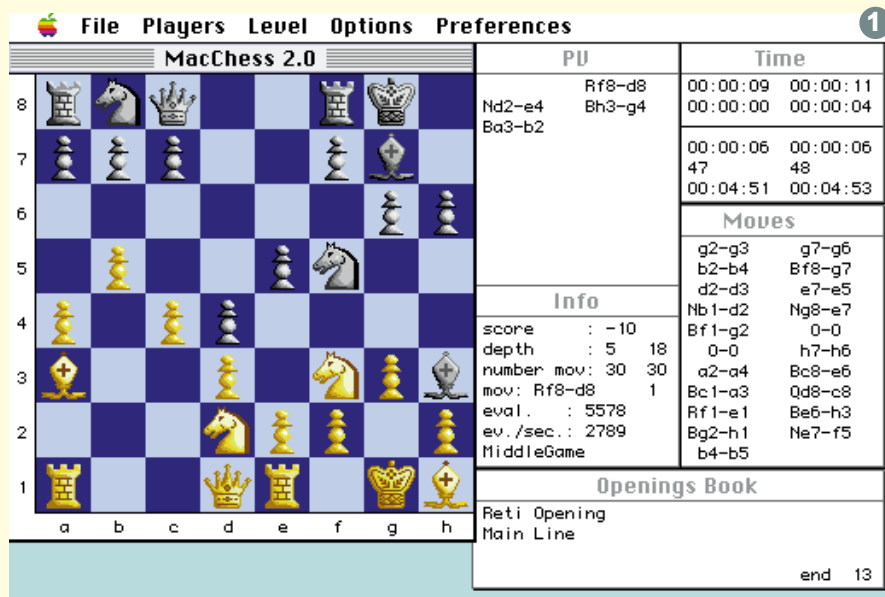 File Players Level Options Preferences
1
MacChess 2.0
8
7
6
5
4
3
2
1
a b c d e f g h
PV
Rf8-d8
Nd2-e4 Bh3-g4
Ba3-b2
Info
score : -10
depth : 5 18
number mov: 30 30
mov: Rf8-d8 1
eval. : 5578
ev./sec.: 2789
MiddleGame
Time
00:00:09 00:00:11
00:00:00 00:00:04
00:00:06 00:00:06
47 48
00:04:51 00:04:53
Moves
g2-g3 g7-g6
b2-b4 Bf8-g7
d2-d3 e7-e5
Nb1-d2 Ng8-e7
Bf1-g2 0-0
0-0 h7-h6
a2-a4 Bc8-e6
Bc1-a3 Qd8-c8
Rf1-e1 Be6-h3
Bg2-h1 Ne7-f5
b4-b5
Openings Book
Reti Opening
Main Line
end 13